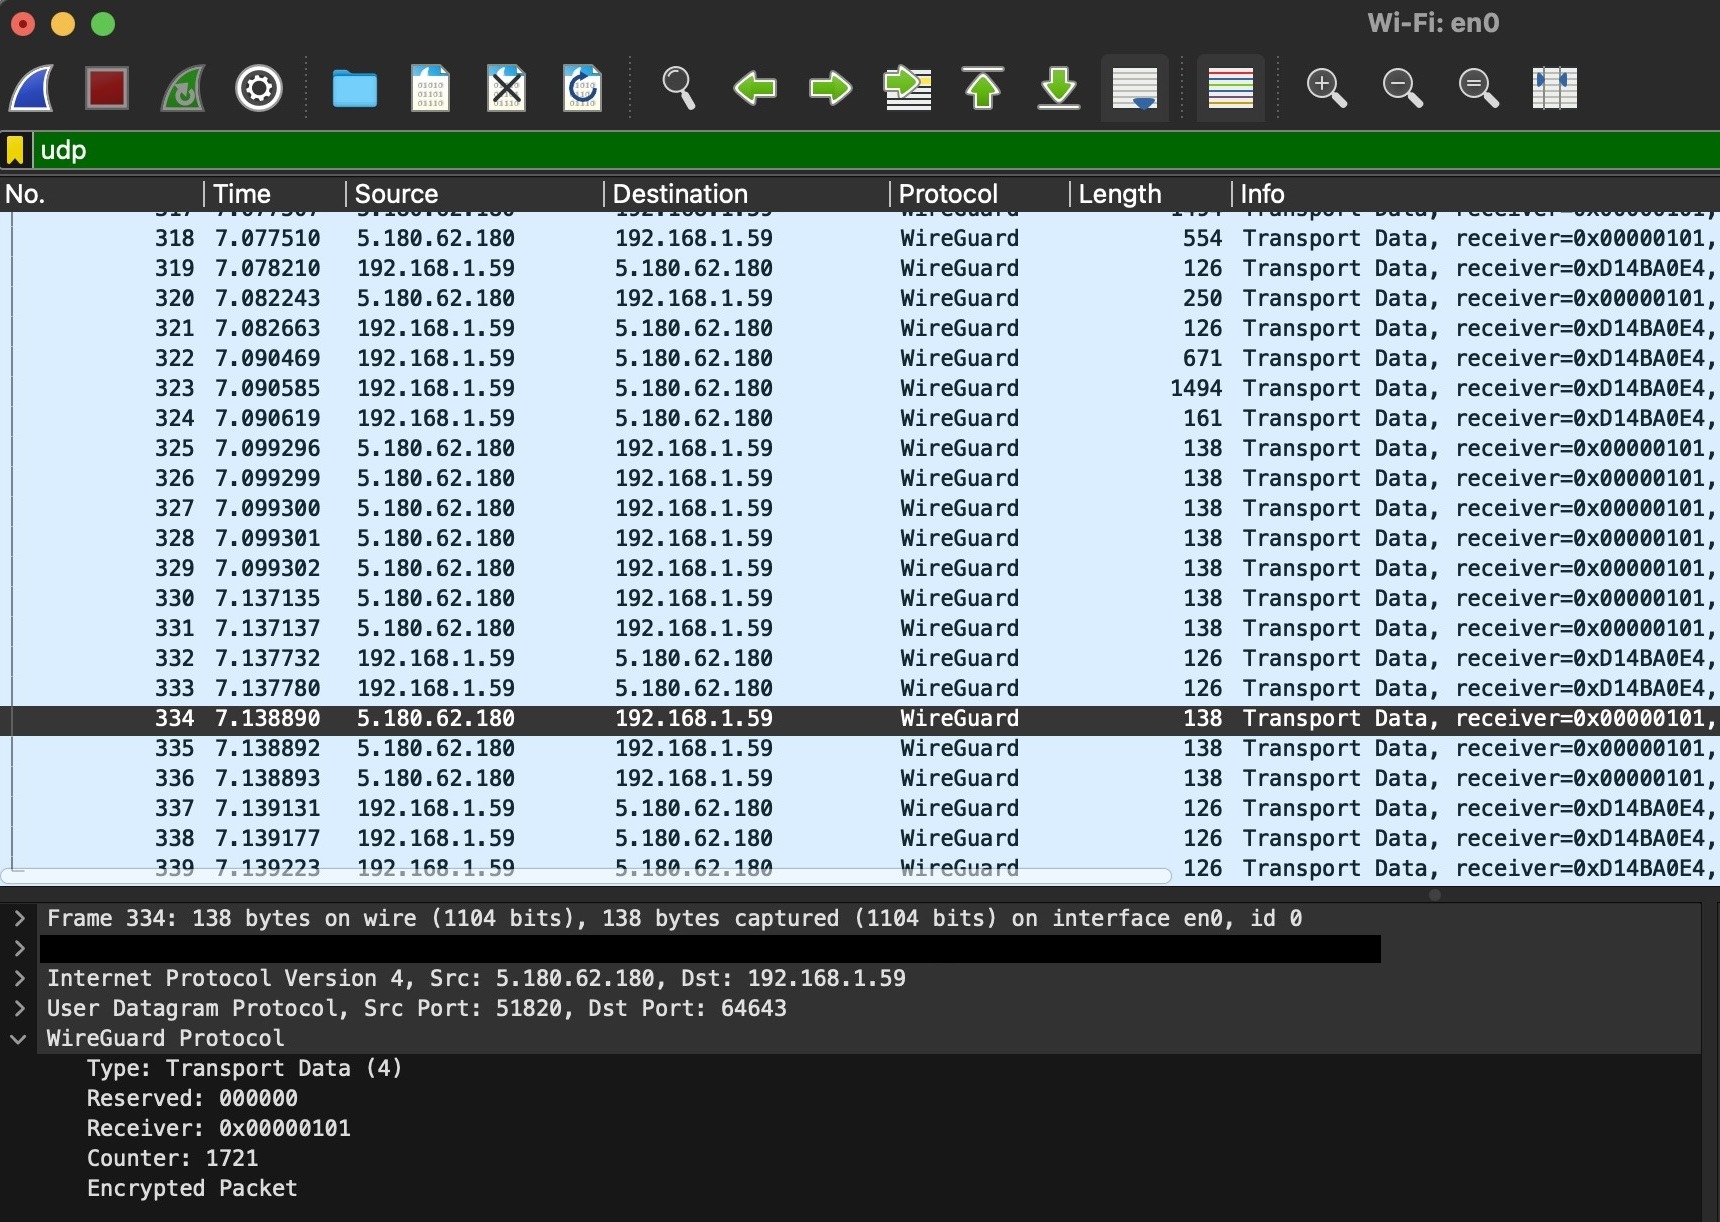 Wi-Fi: en0
udp
No. Time Source Destination Protocol Length Info
317 7.077507 5.180.62.180 192.168.1.59 WireGuard 1494 Transport Data, receiver=0x00000101,
318 7.077510 5.180.62.180 192.168.1.59 WireGuard 554 Transport Data, receiver=0x00000101,
319 7.078210 192.168.1.59 5.180.62.180 WireGuard 126 Transport Data, receiver=0xD14BA0E4,
320 7.082243 5.180.62.180 192.168.1.59 WireGuard 250 Transport Data, receiver=0x00000101,
321 7.082663 192.168.1.59 5.180.62.180 WireGuard 126 Transport Data, receiver=0xD14BA0E4,
322 7.090469 192.168.1.59 5.180.62.180 WireGuard 671 Transport Data, receiver=0xD14BA0E4,
323 7.090585 192.168.1.59 5.180.62.180 WireGuard 1494 Transport Data, receiver=0xD14BA0E4,
324 7.090619 192.168.1.59 5.180.62.180 WireGuard 161 Transport Data, receiver=0xD14BA0E4,
325 7.099296 5.180.62.180 192.168.1.59 WireGuard 138 Transport Data, receiver=0x00000101,
326 7.099299 5.180.62.180 192.168.1.59 WireGuard 138 Transport Data, receiver=0x00000101,
327 7.099300 5.180.62.180 192.168.1.59 WireGuard 138 Transport Data, receiver=0x00000101,
328 7.099301 5.180.62.180 192.168.1.59 WireGuard 138 Transport Data, receiver=0x00000101,
329 7.099302 5.180.62.180 192.168.1.59 WireGuard 138 Transport Data, receiver=0x00000101,
330 7.137135 5.180.62.180 192.168.1.59 WireGuard 138 Transport Data, receiver=0x00000101,
331 7.137137 5.180.62.180 192.168.1.59 WireGuard 138 Transport Data, receiver=0x00000101,
332 7.137732 192.168.1.59 5.180.62.180 WireGuard 126 Transport Data, receiver=0xD14BA0E4,
333 7.137780 192.168.1.59 5.180.62.180 WireGuard 126 Transport Data, receiver=0xD14BA0E4,
334 7.138890 5.180.62.180 192.168.1.59 WireGuard 138 Transport Data, receiver=0x00000101,
335 7.138892 5.180.62.180 192.168.1.59 WireGuard 138 Transport Data, receiver=0x00000101,
336 7.138893 5.180.62.180 192.168.1.59 WireGuard 138 Transport Data, receiver=0x00000101,
337 7.139131 192.168.1.59 5.180.62.180 WireGuard 126 Transport Data, receiver=0xD14BA0E4,
338 7.139177 192.168.1.59 5.180.62.180 WireGuard 126 Transport Data, receiver=0xD14BA0E4,
339 7.139223 192.168.1.59 5.180.62.180 WireGuard 126 Transport Data, receiver=0xD14BA0E4,
Frame 334: 138 bytes on wire (1104 bits), 138 bytes captured (1104 bits) on interface en0, id 0
Internet Protocol Version 4, Src: 5.180.62.180, Dst: 192.168.1.59
User Datagram Protocol, Src Port: 51820, Dst Port: 64643
WireGuard Protocol
Type: Transport Data (4)
Reserved: 000000
Receiver: 0x00000101
Counter: 1721
Encrypted Packet